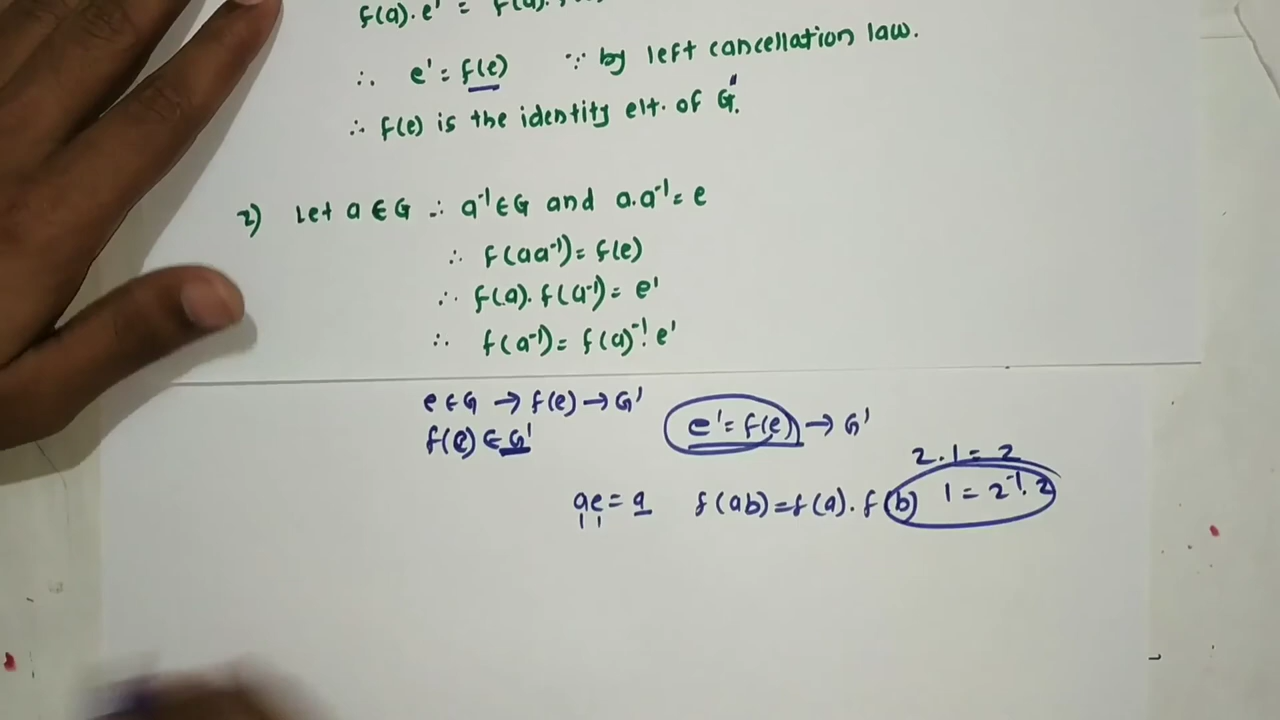 f(a).e' = f(a).
∴ e' = f(e) ∵ by left cancellation law.
∴ f(e) is the identity elt. of G'.
2) Let a ∈ G ∴ a⁻¹ ∈ G and a.a⁻¹ = e
∴ f(aa⁻¹) = f(e)
∴ f(a). f(a⁻¹) = e'
∴ f(a⁻¹) = f(a)⁻¹. e'
e ∈ G → f(e) → G'
e' = f(e) → G'
f(e) ∈ G'
2.1 = 2
ae = a f(ab) = f(a). f(b) 1 = 2⁻¹. 2